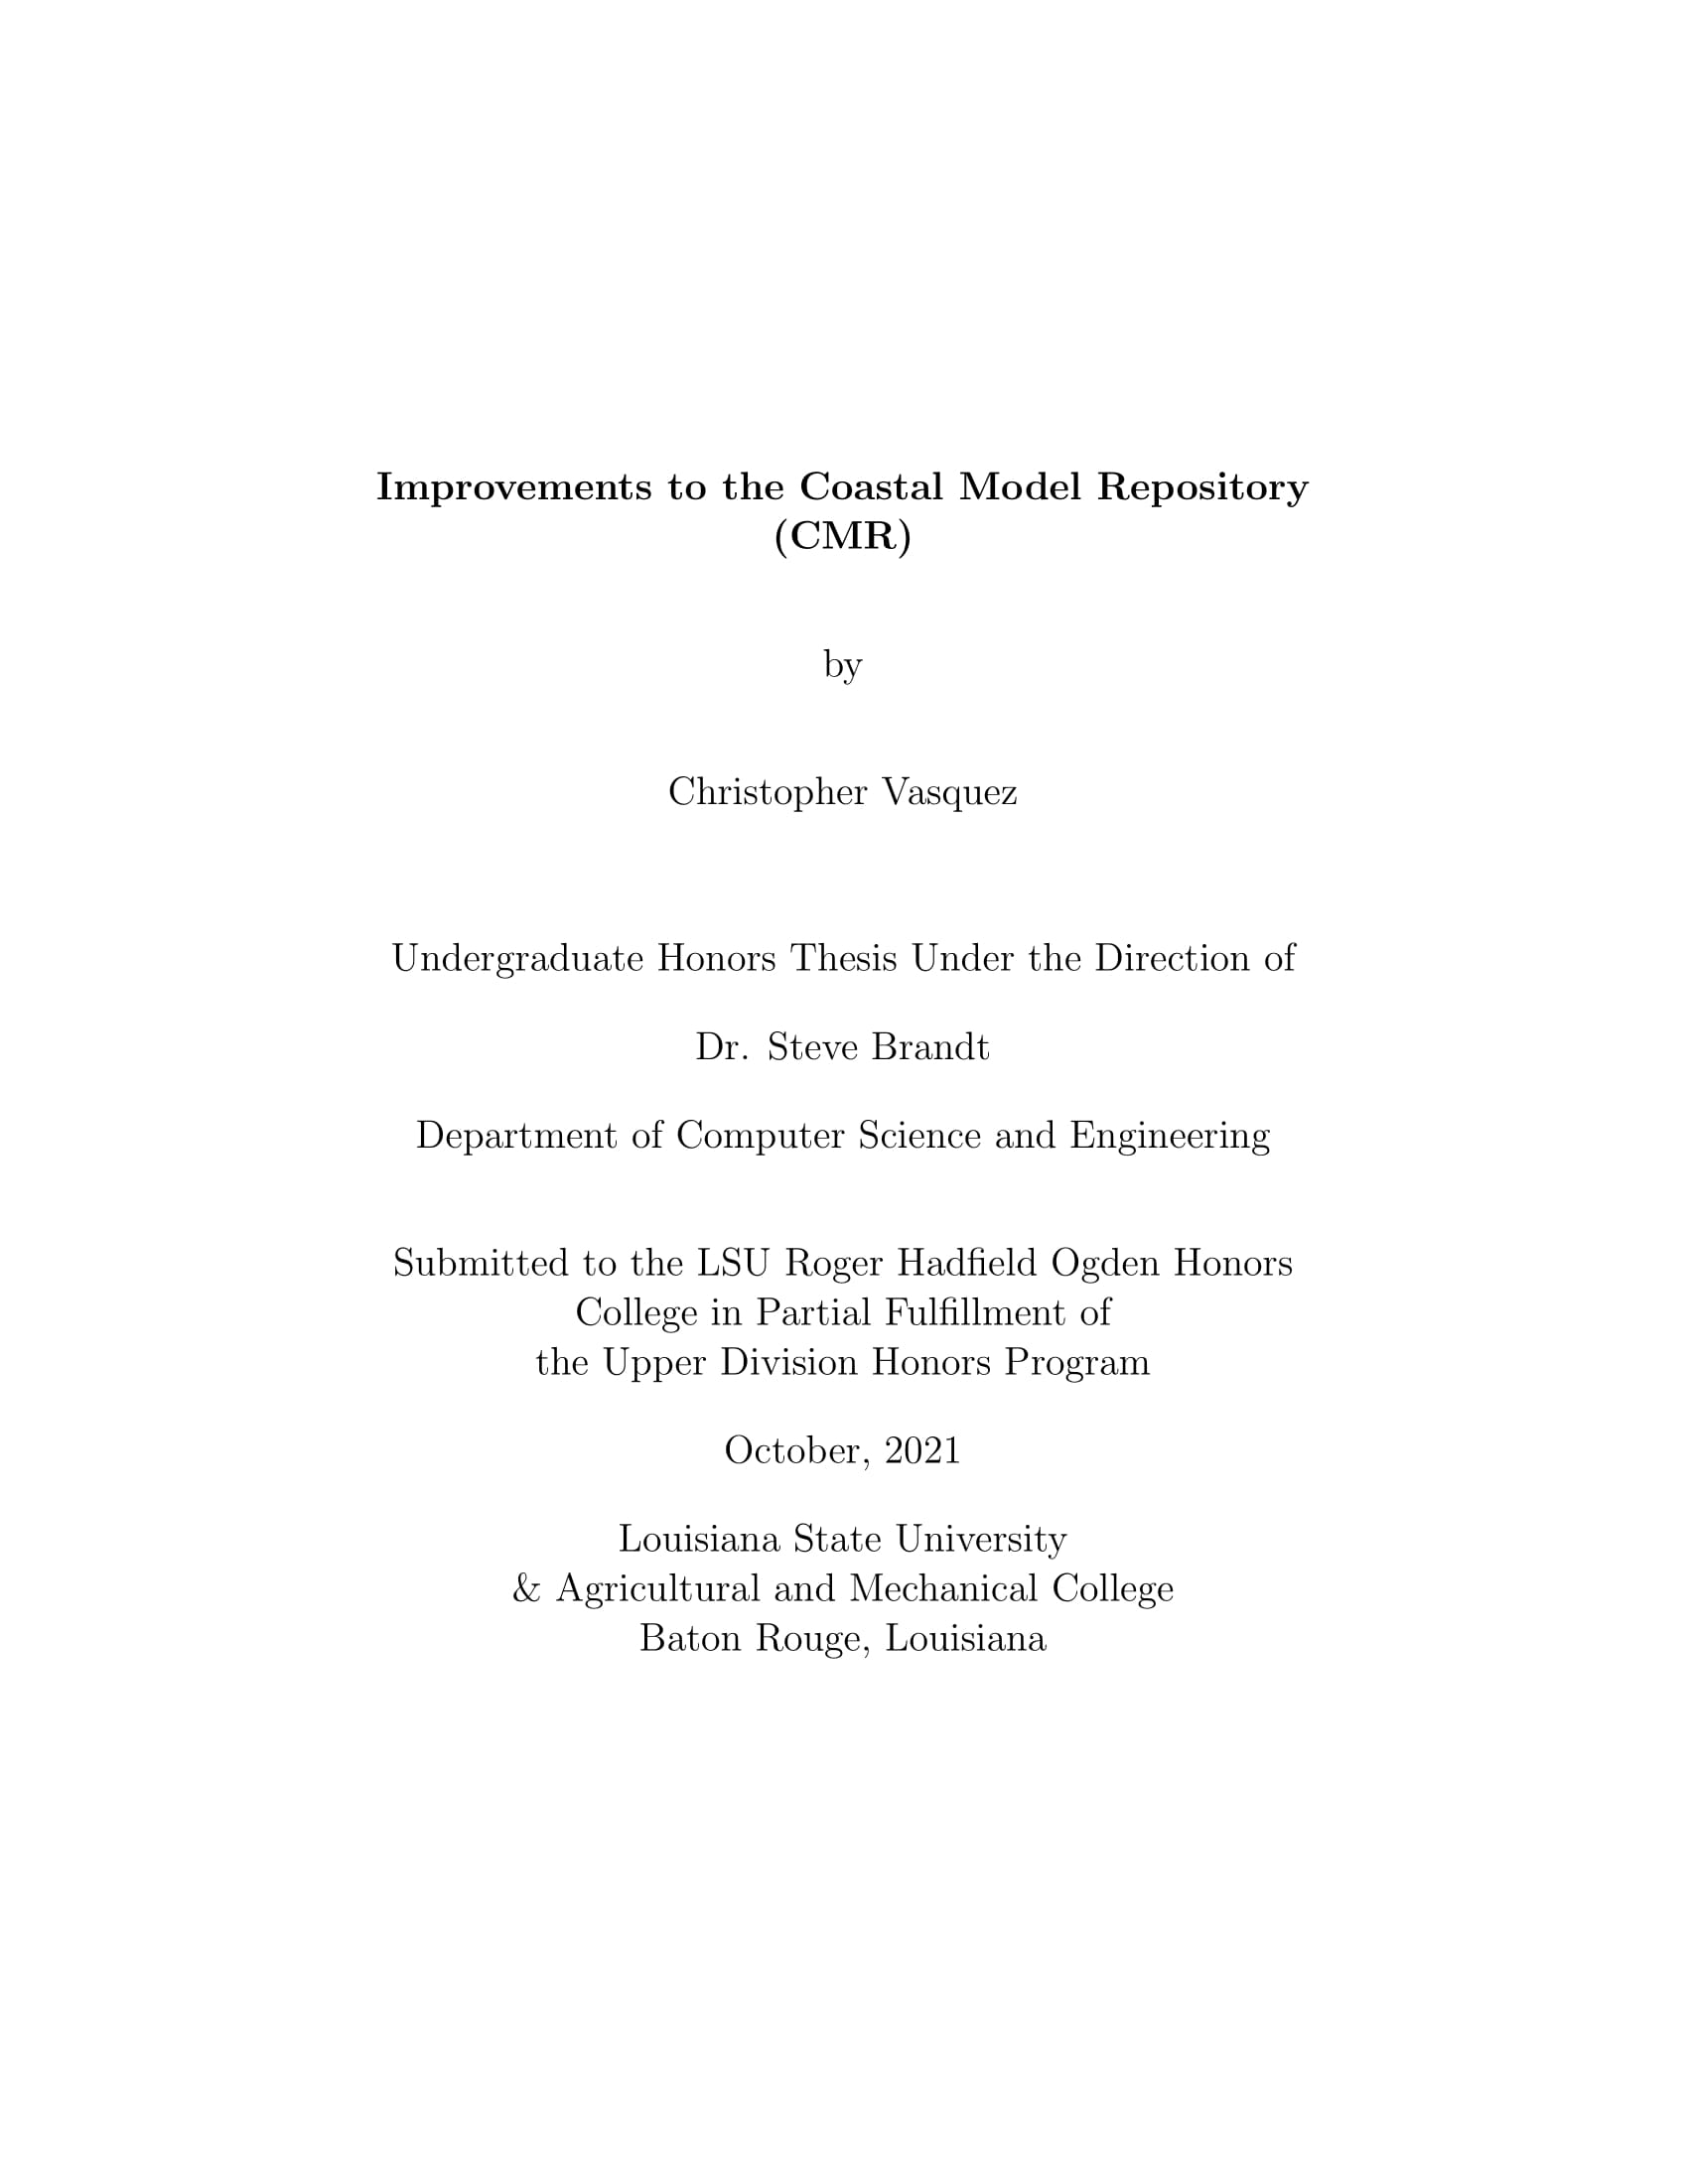 Improvements to the Coastal Model Repository
(CMR)
by
Christopher Vasquez
Undergraduate Honors Thesis Under the Direction of
Dr. Steve Brandt
Department of Computer Science and Engineering
Submitted to the LSU Roger Hadfield Ogden Honors
College in Partial Fulfillment of
the Upper Division Honors Program
October, 2021
Louisiana State University
& Agricultural and Mechanical College
Baton Rouge, Louisiana